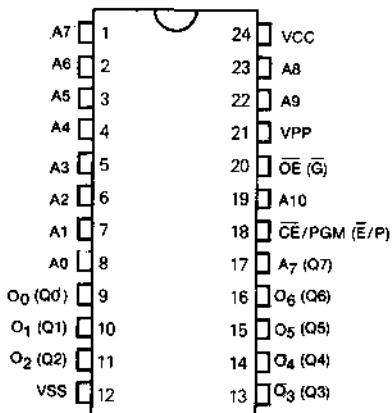 A7 1 24 VCC
A6 2 23 A8
A5 3 22 A9
A4 4 21 VPP
A3 5 20 O̅E̅ (G̅)
A2 6 19 A10
A1 7 18 C̅E̅/PGM (E̅/P)
A0 8 17 A7 (Q7)
O0 (Q0) 9 16 O6 (Q6)
O1 (Q1) 10 15 O5 (Q5)
O2 (Q2) 11 14 O4 (Q4)
VSS 12 13 O3 (Q3)